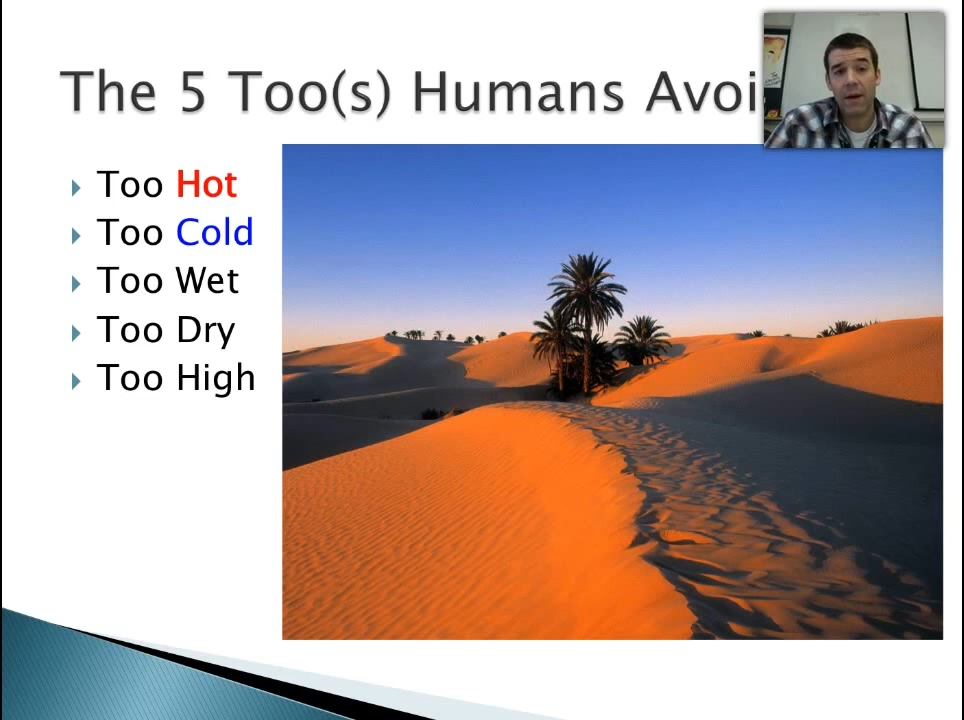 The 5 Too(s) Humans Avoi
Too Hot
Too Cold
Too Wet
Too Dry
Too High